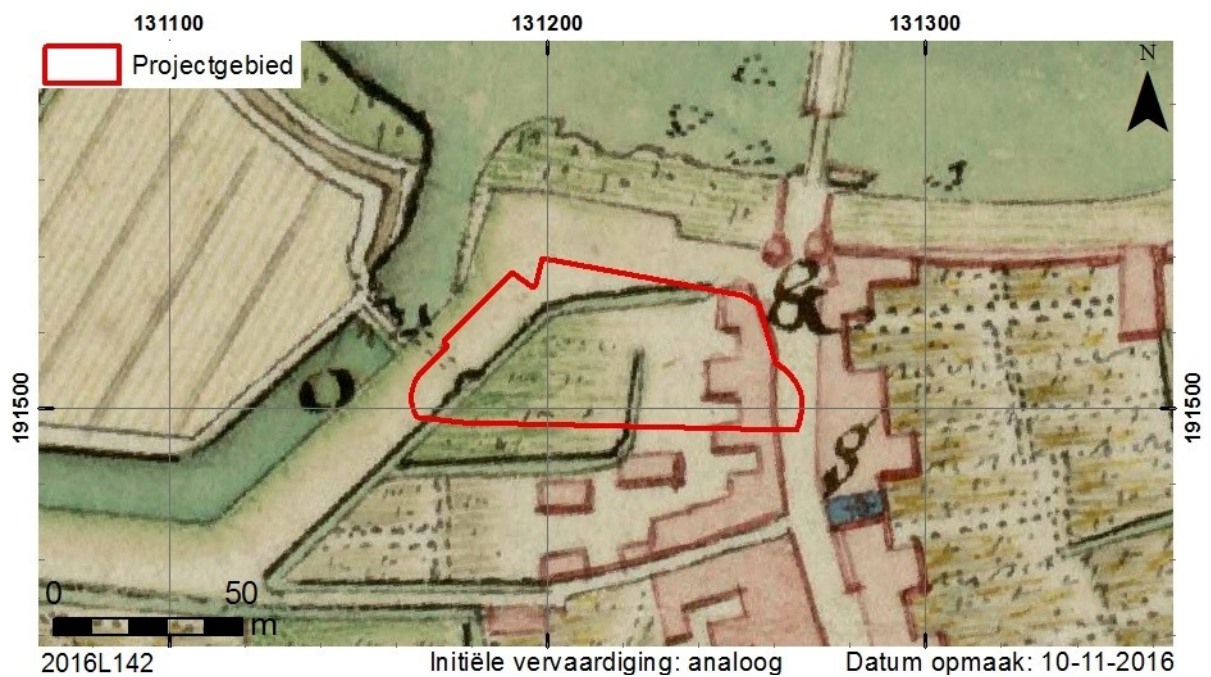 131100 131200 131300
Projectgebied
N
191500 191500
0 50
m
2016L142 Initiële vervaardiging: analoog Datum opmaak: 10-11-2016